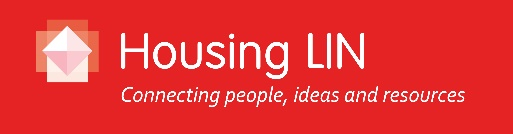 Housing LIN
Connecting people, ideas and resources